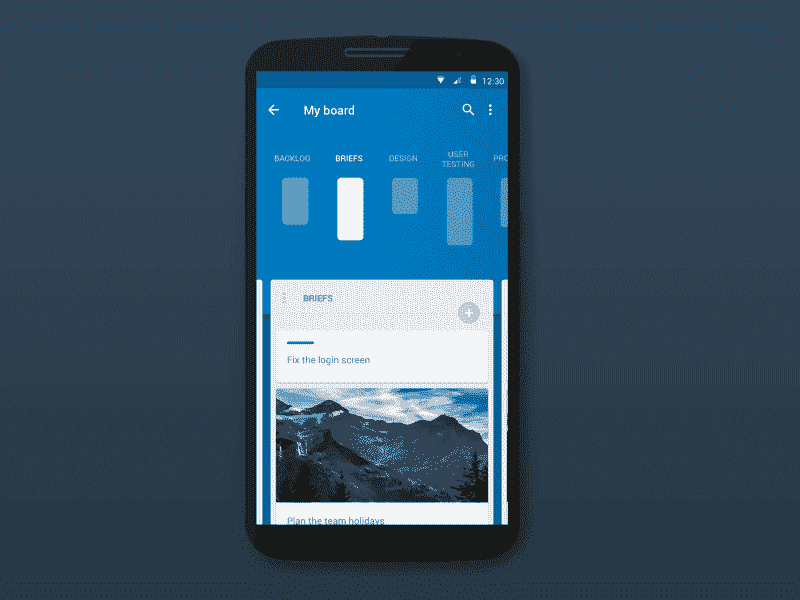 12:30
My board
BACKLOG
BRIEFS
DESIGN
USER
TESTING
PRO
BRIEFS
Fix the login screen
Plan the team holidays